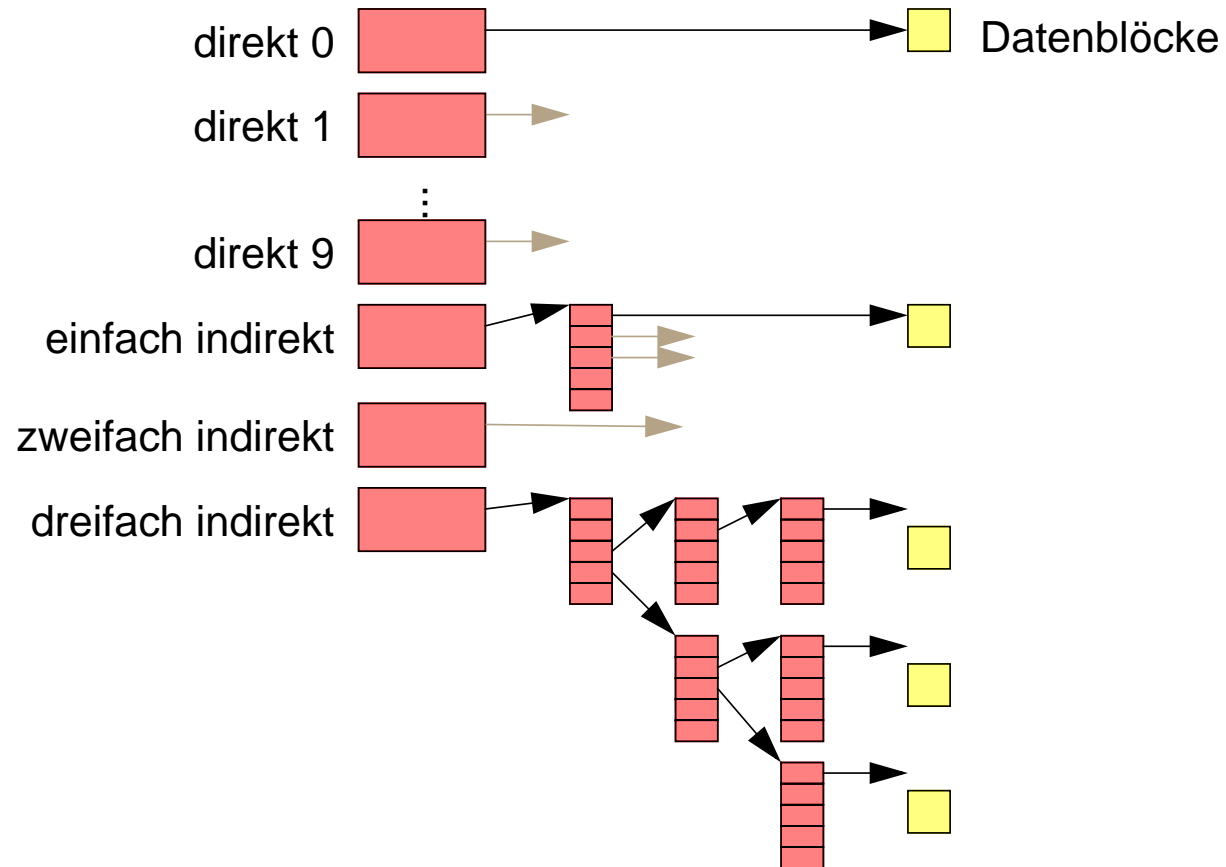 direkt 0
Datenblöcke
direkt 1
⋮
direkt 9
einfach indirekt
zweifach indirekt
dreifach indirekt